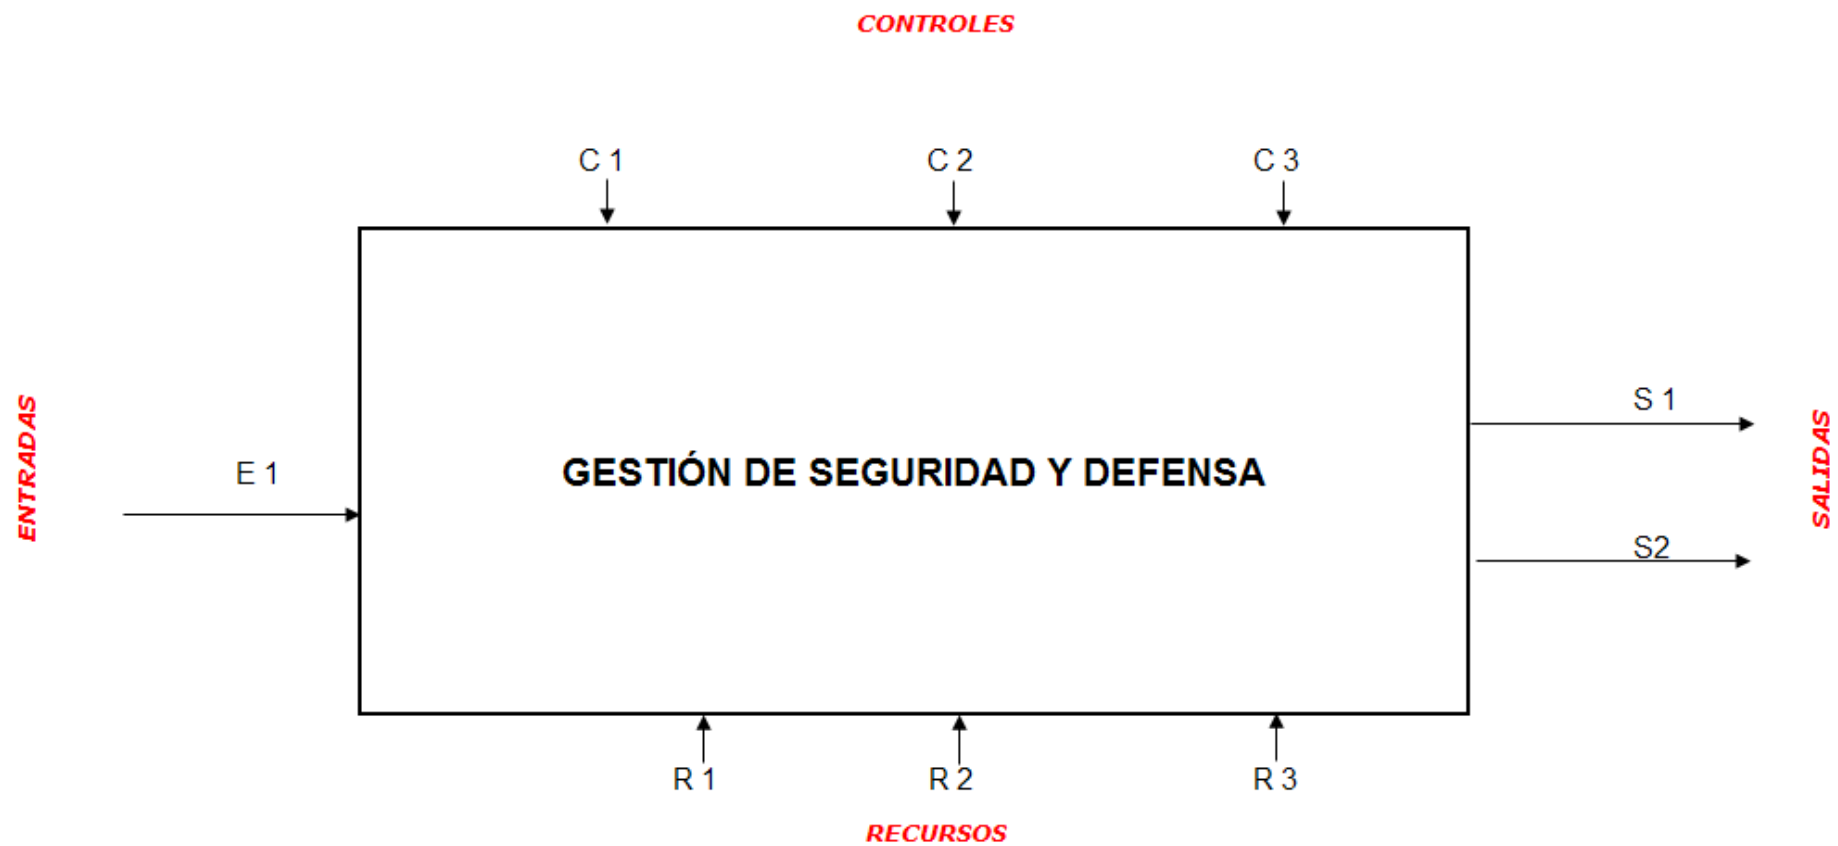 CONTROLES
C 1
C 2
C 3
ENTRADAS
E 1
GESTIÓN DE SEGURIDAD Y DEFENSA
S 1
S2
SALIDAS
R 1
R 2
R 3
RECURSOS